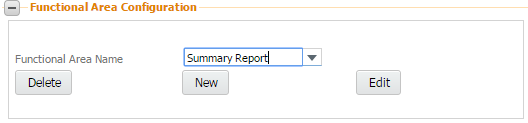 Functional Area Configuration
Functional Area Name Summary Report
Delete New Edit